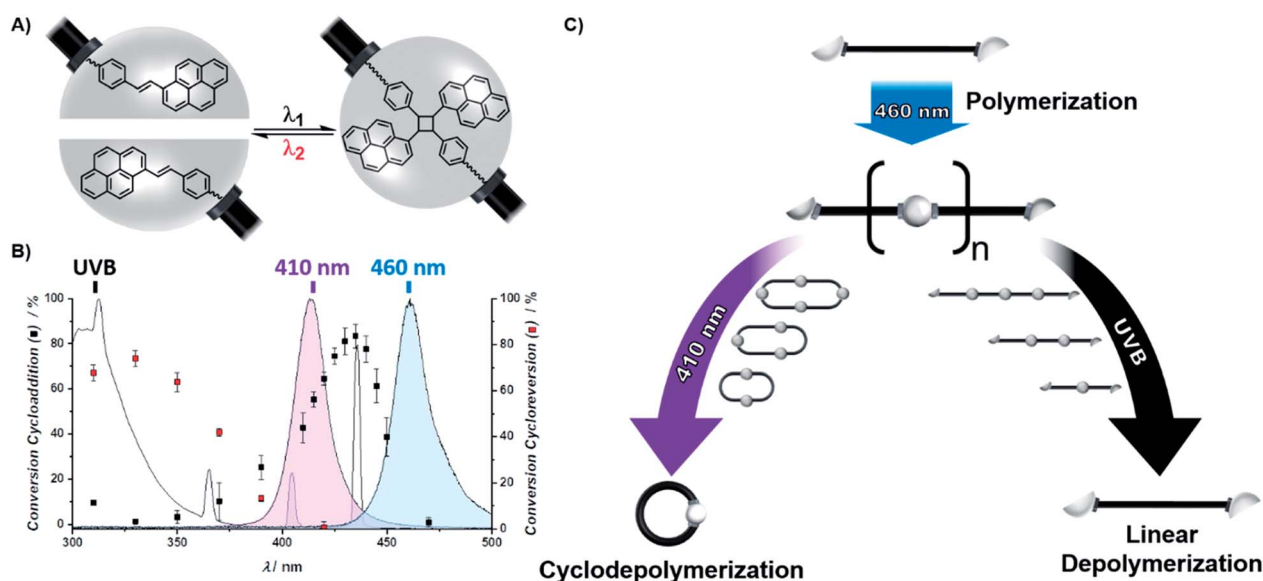 A)
λ1
λ2
B)
UVB
410 nm
460 nm
Conversion Cycloaddition (■) / %
100
80
60
40
20
0
300
350
400
450
500
λ/ nm
100
80
60
40
20
0
Conversion Cycloreversion (■) / %
C)
460 nm
Polymerization
n
410 nm
UVB
Cyclodepolymerization
Linear
Depolymerization